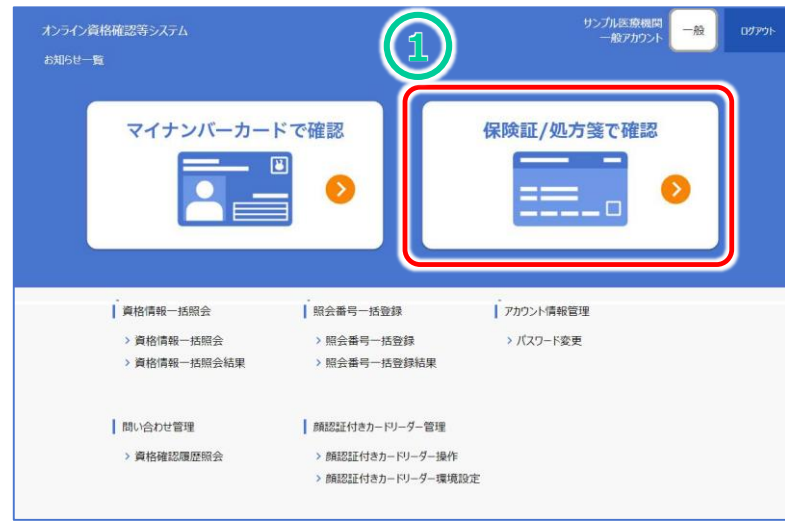 オンライン資格確認等システム
サンプル医療機関
一般アカウント
一般
ログアウト
お知らせ一覧
1
マイナンバーカードで確認
保険証/処方箋で確認
資格情報一括照会
> 資格情報一括照会
> 資格情報一括照会結果
照会番号一括登録
> 照会番号一括登録
> 照会番号一括登録結果
アカウント情報管理
> パスワード変更
問い合わせ管理
> 資格確認履歴照会
顔認証付きカードリーダー管理
> 顔認証付きカードリーダー操作
> 顔認証付きカードリーダー環境設定